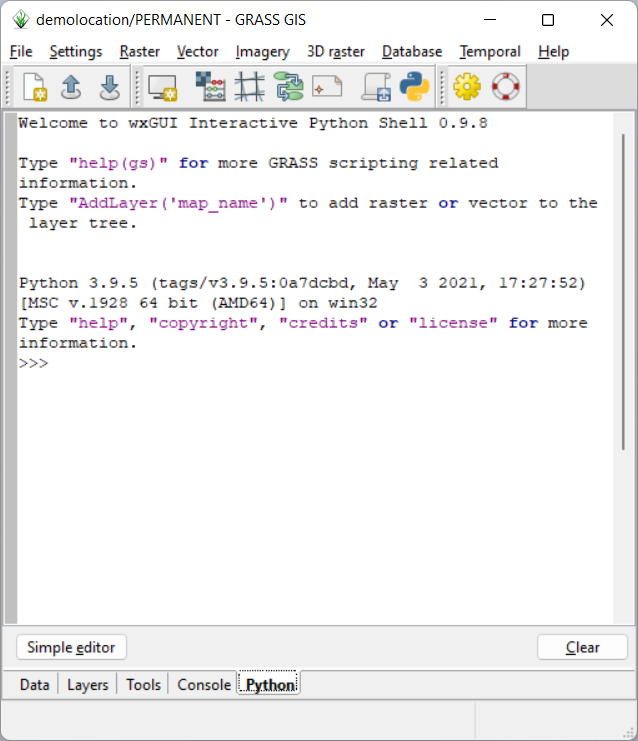 demolocation/PERMANENT - GRASS GIS
File Settings Raster Vector Imagery 3D raster Database Temporal Help
Welcome to wxGUI Interactive Python Shell 0.9.8
Type "help(gs)" for more GRASS scripting related
information.
Type "AddLayer('map_name')" to add raster or vector to the
layer tree.
Python 3.9.5 (tags/v3.9.5:0a7dcbd, May  3 2021, 17:27:52)
[MSC v.1928 64 bit (AMD64)] on win32
Type "help", "copyright", "credits" or "license" for more
information.
>>>
Simple editor Clear
Data Layers Tools Console Python